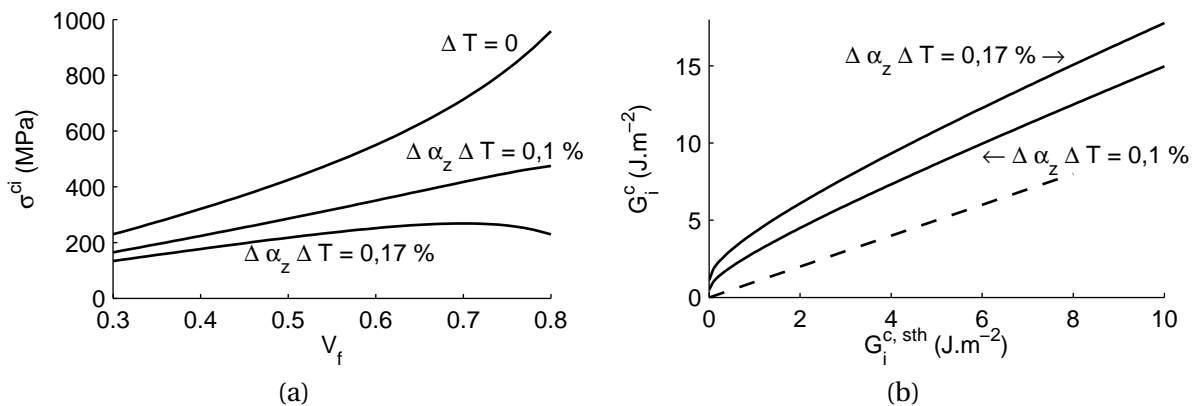 1000
800
600
400
200
0
σ^ci (MPa)
Δ T = 0
Δ α_z Δ T = 0,1 %
Δ α_z Δ T = 0,17 %
0.3 0.4 0.5 0.6 0.7 0.8
V_f
(a)
15
10
5
0
G_i^c (J.m⁻²)
Δ α_z Δ T = 0,17 % →
← Δ α_z Δ T = 0,1 %
0 2 4 6 8 10
G_i^c, sth (J.m⁻²)
(b)